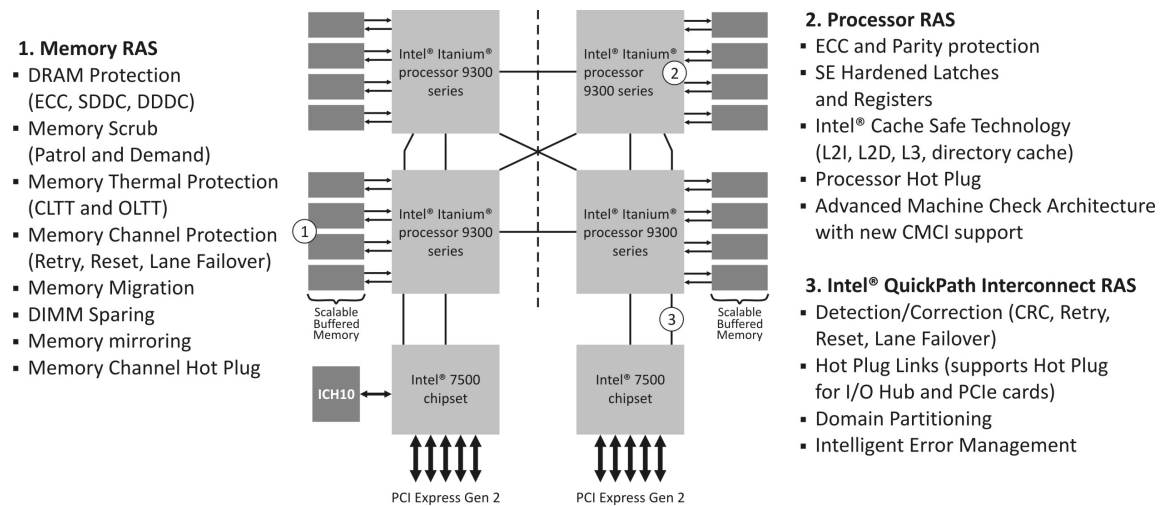 1. Memory RAS
▪ DRAM Protection
(ECC, SDDC, DDDC)
▪ Memory Scrub
(Patrol and Demand)
▪ Memory Thermal Protection
(CLTT and OLTT)
▪ Memory Channel Protection
(Retry, Reset, Lane Failover)
▪ Memory Migration
▪ DIMM Sparing
▪ Memory mirroring
▪ Memory Channel Hot Plug
Intel® Itanium®
processor 9300
series
Intel® Itanium®
processor
9300 series
2
Intel® Itanium®
processor 9300
series
Intel® Itanium®
processor 9300
series
1
3
Scalable
Buffered
Memory
Scalable
Buffered
Memory
ICH10
Intel® 7500
chipset
Intel® 7500
chipset
PCI Express Gen 2
PCI Express Gen 2
2. Processor RAS
▪ ECC and Parity protection
▪ SE Hardened Latches
and Registers
▪ Intel® Cache Safe Technology
(L2I, L2D, L3, directory cache)
▪ Processor Hot Plug
▪ Advanced Machine Check Architecture
with new CMCI support
3. Intel® QuickPath Interconnect RAS
▪ Detection/Correction (CRC, Retry,
Reset, Lane Failover)
▪ Hot Plug Links (supports Hot Plug
for I/O Hub and PCIe cards)
▪ Domain Partitioning
▪ Intelligent Error Management